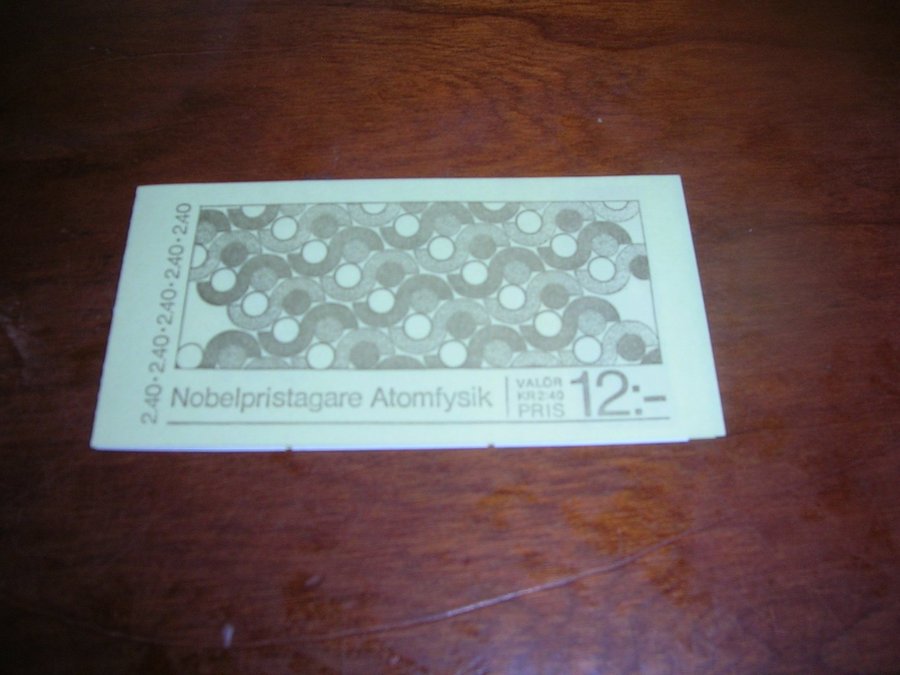 2.40·2.40·2.40·2.40·2.40
Nobelpristagare Atomfysik
VALÖR
KR 2:40
PRIS
12:-